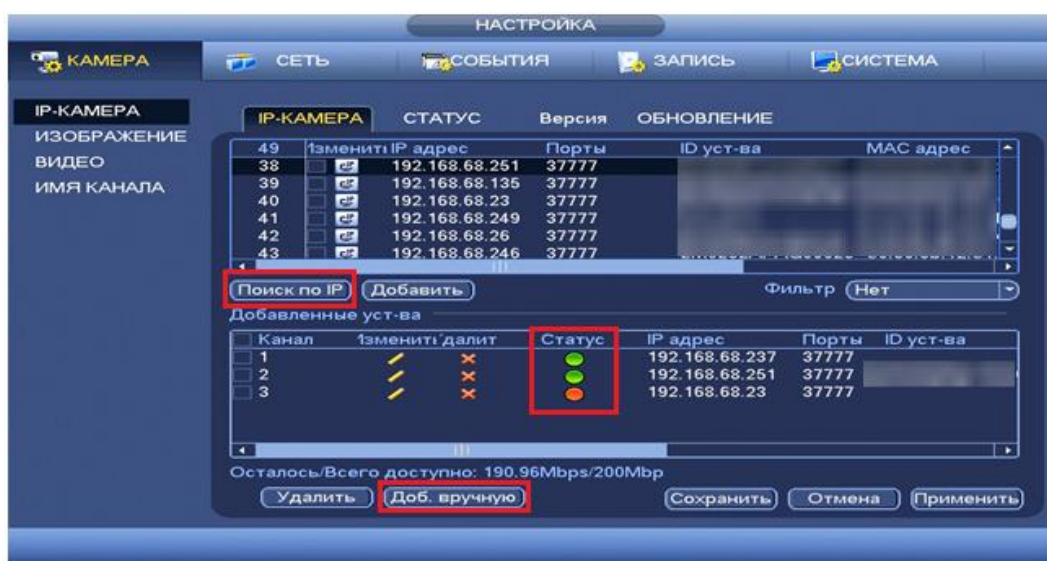 НАСТРОЙКА
КАМЕРА СЕТЬ СОБЫТИЯ ЗАПИСЬ СИСТЕМА
IP-КАМЕРА
ИЗОБРАЖЕНИЕ
ВИДЕО
ИМЯ КАНАЛА
IP-КАМЕРА СТАТУС Версия ОБНОВЛЕНИЕ
49 Изменити IP адрес Порты ID уст-ва MAC адрес
38 192.168.68.251 37777
39 192.168.68.135 37777
40 192.168.68.23 37777
41 192.168.68.249 37777
42 192.168.68.26 37777
43 192.168.68.246 37777
Поиск по IP Добавить Фильтр Нет
Добавленные уст-ва
Канал Изменити Удалит Статус IP адрес Порты ID уст-ва
1 192.168.68.237 37777
2 192.168.68.251 37777
3 192.168.68.23 37777
Осталось/Всего доступно: 190.96Mbps/200Mbp
Удалить Доб. вручную Сохранить Отмена Применить